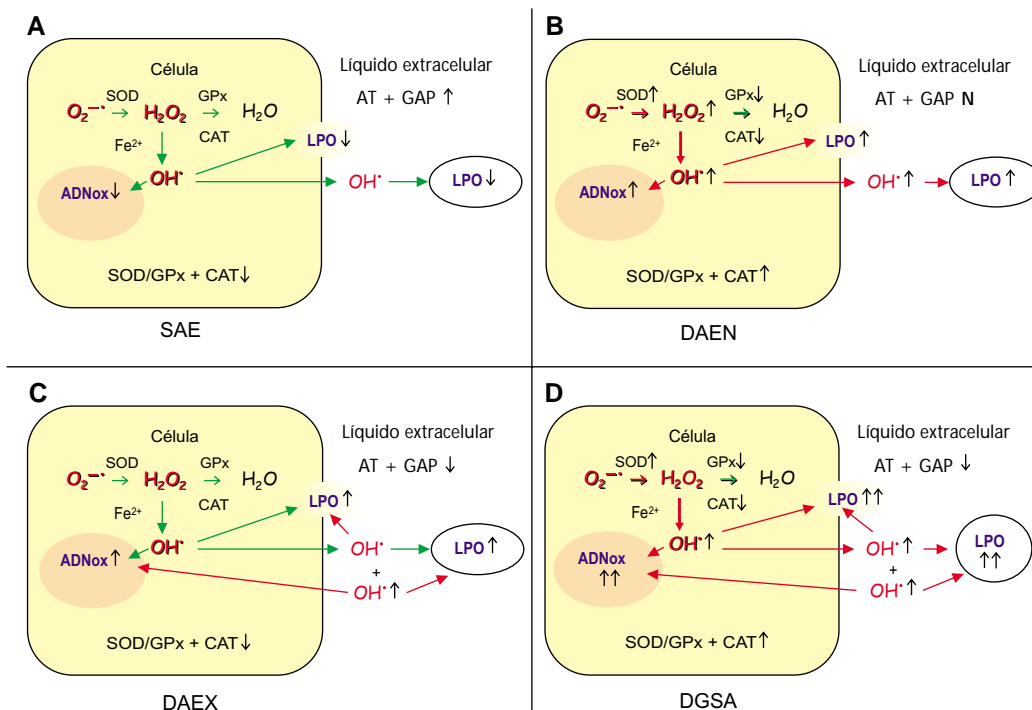 A
Célula
Líquido extracelular
AT + GAP ↑
O₂⁻• SOD → H₂O₂ GPx → H₂O
CAT
Fe²⁺
LPO↓
ADNox↓
OH•
OH•
LPO↓
SOD/GPx + CAT↓
SAE
B
Célula
Líquido extracelular
AT + GAP N
O₂⁻• SOD↑ → H₂O₂↑ GPx↓ → H₂O
CAT↓
Fe²⁺
LPO↑
ADNox↑
OH•↑
OH•↑
LPO↑
SOD/GPx + CAT↑
DAEN
C
Célula
Líquido extracelular
AT + GAP ↓
O₂⁻• SOD → H₂O₂ GPx → H₂O
CAT
Fe²⁺
LPO↑
ADNox↑
OH•
OH•
+
OH•↑
LPO↑
SOD/GPx + CAT↓
DAEX
D
Célula
Líquido extracelular
AT + GAP ↓
O₂⁻• SOD↑ → H₂O₂ GPx↓ → H₂O
CAT↓
Fe²⁺
LPO↑↑
ADNox
↑↑
OH•↑
OH•↑
+
OH•↑
LPO
↑↑
SOD/GPx + CAT↑
DGSA